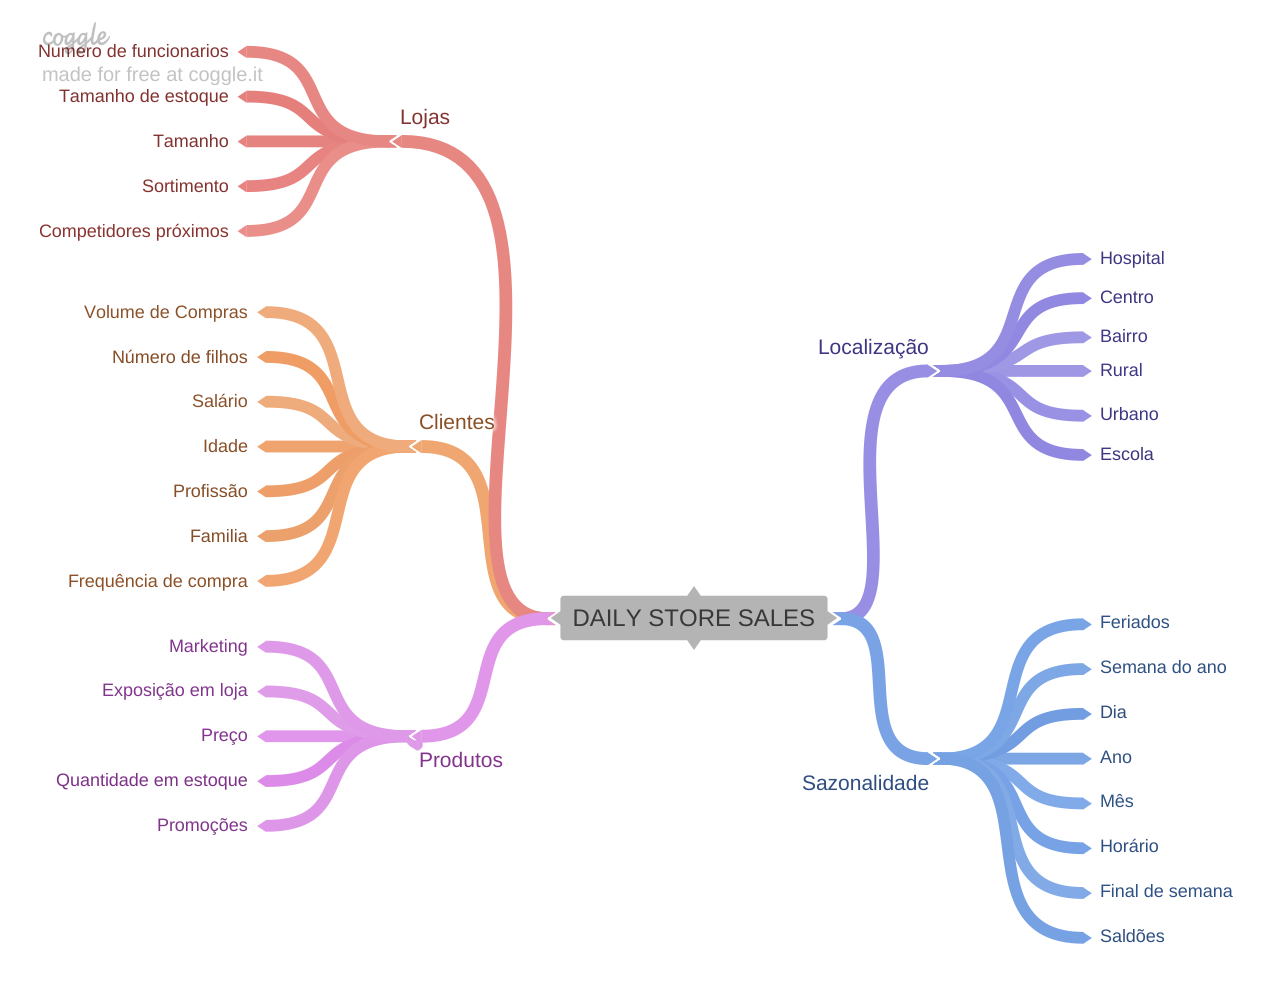 coggle
made for free at coggle.it
Número de funcionarios
Tamanho de estoque
Tamanho
Sortimento
Competidores próximos
Lojas
Volume de Compras
Número de filhos
Salário
Idade
Profissão
Familia
Frequência de compra
Clientes
Marketing
Exposição em loja
Preço
Quantidade em estoque
Promoções
Produtos
DAILY STORE SALES
Localização
Hospital
Centro
Bairro
Rural
Urbano
Escola
Sazonalidade
Feriados
Semana do ano
Dia
Ano
Mês
Horário
Final de semana
Saldões